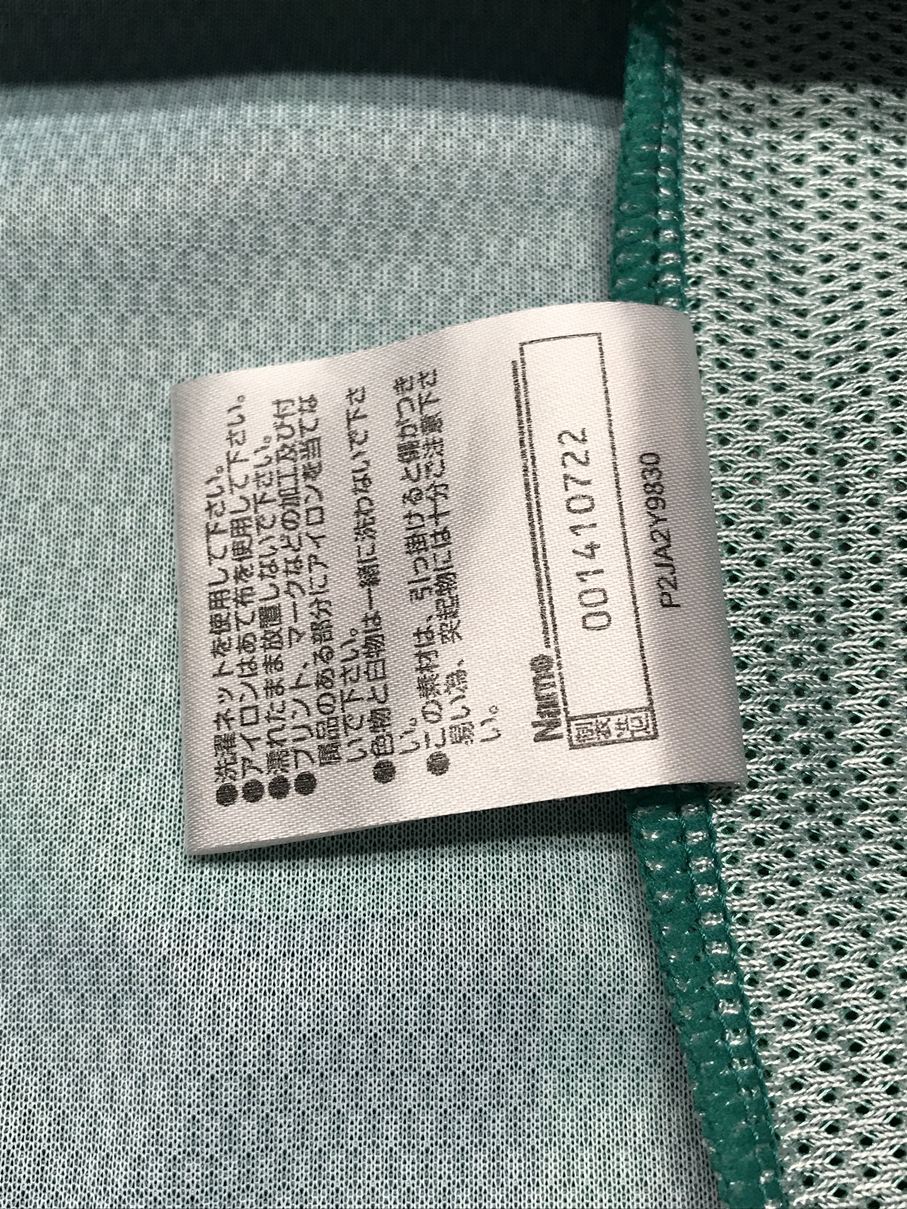 ●洗濯ネットを使用して下さい。
●アイロンはあて布を使用して下さい。
●濡れたまま放置しないで下さい。
●プリント、マークなどの加工及び付
属品のある部分にアイロンを当てな
いで下さい。
●色物と白物は一緒に洗わないで下さ
い。
●この素材は、引っ掛けると傷がつき
易い為、突起物には十分ご注意下さ
い。
Name
00141072 2
P2JA2Y9830